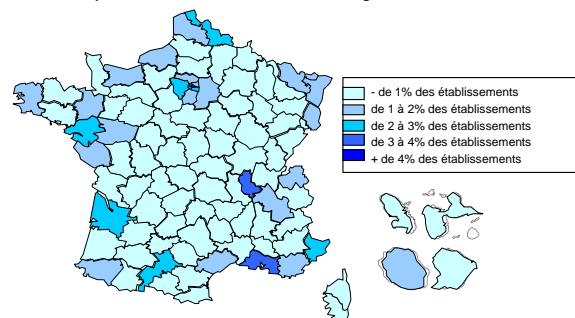 - de 1% des établissements
de 1 à 2% des établissements
de 2 à 3% des établissements
de 3 à 4% des établissements
+ de 4% des établissements